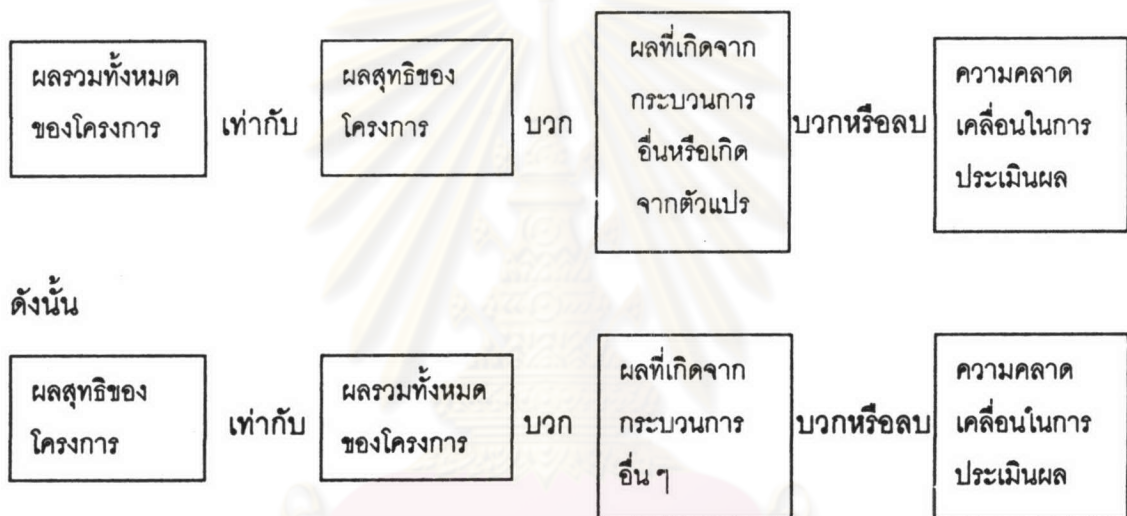 ผลรวมทั้งหมด
ของโครงการ
เท่ากับ
ผลสุทธิของ
โครงการ
บวก
ผลที่เกิดจาก
กระบวนการ
อื่นหรือเกิด
จากตัวแปร
บวกหรือลบ
ความคลาด
เคลื่อนในการ
ประเมินผล
ดังนั้น
ผลสุทธิของ
โครงการ
เท่ากับ
ผลรวมทั้งหมด
ของโครงการ
บวก
ผลที่เกิดจาก
กระบวนการ
อื่น ๆ
บวกหรือลบ
ความคลาด
เคลื่อนในการ
ประเมินผล